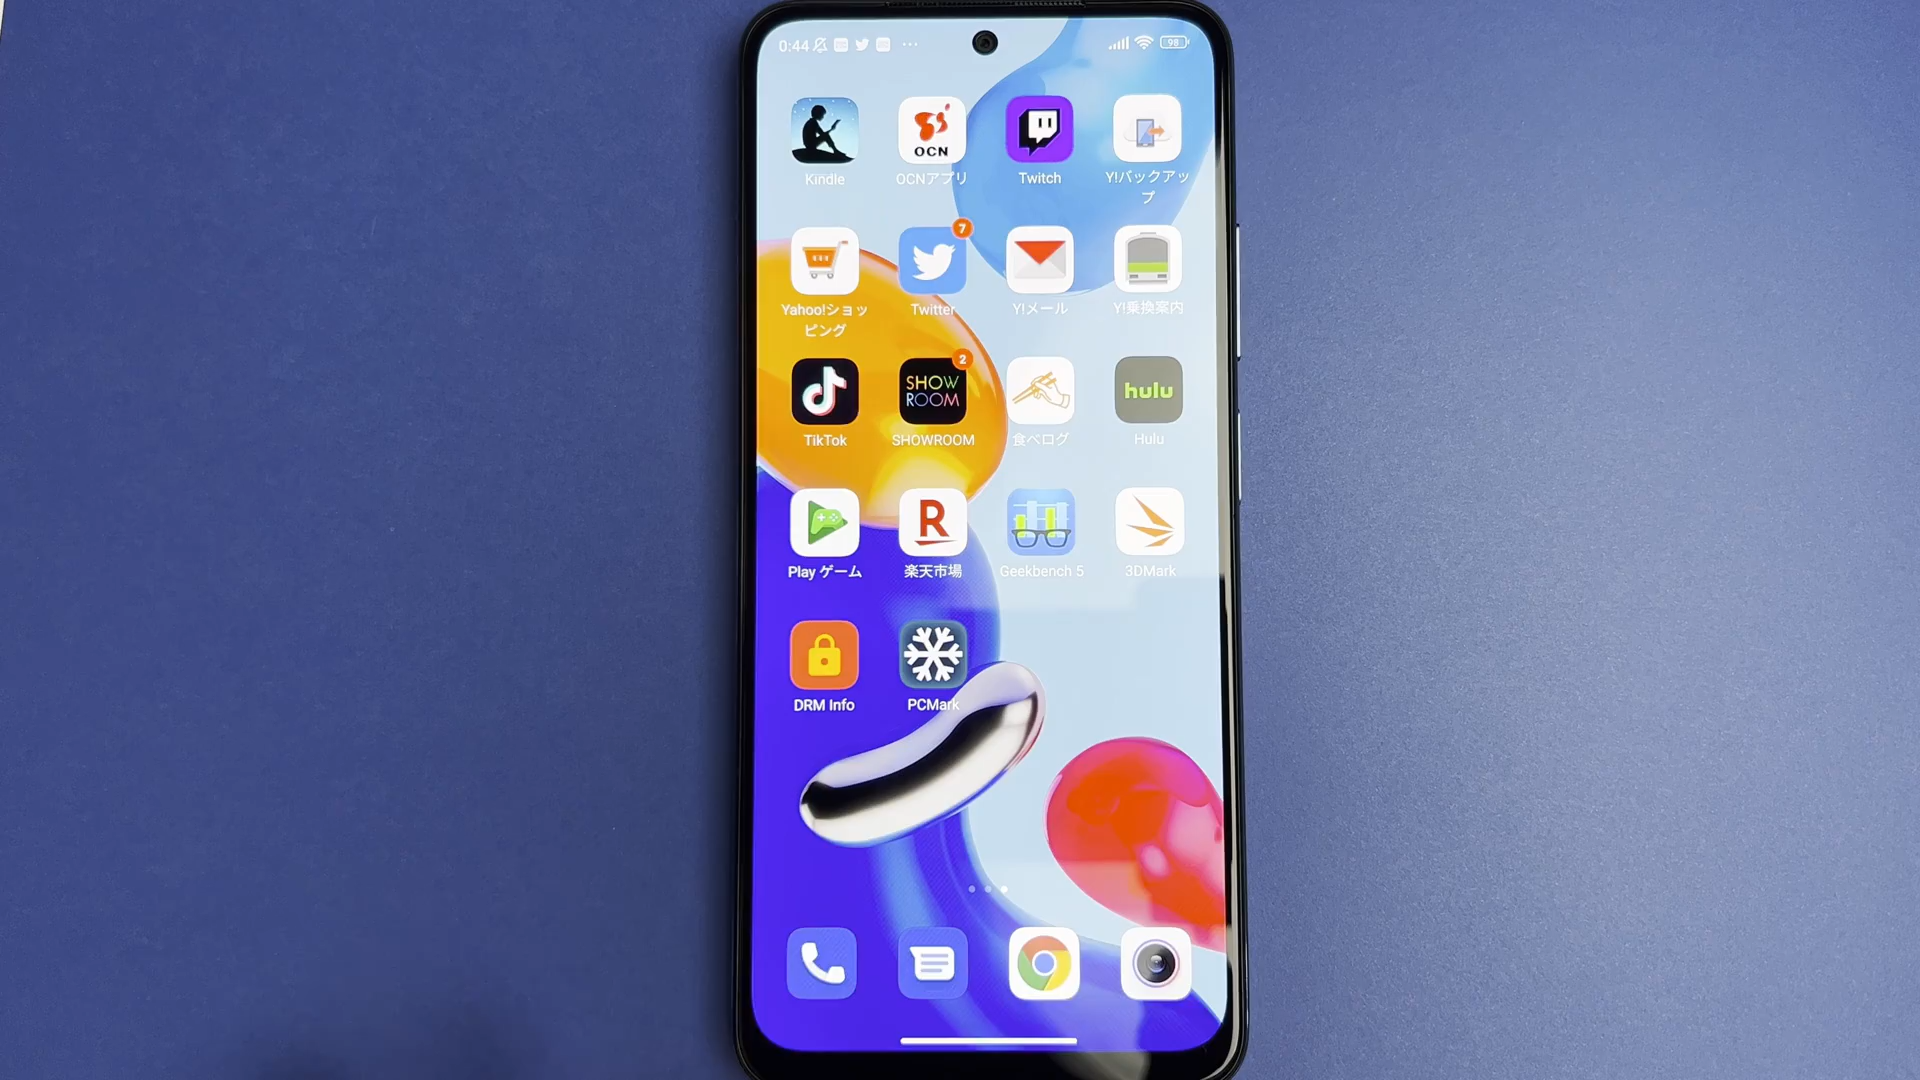 0:44
98
OCN
Kindle
OCNアプリ
Twitch
Y!バックアッ
プ
7
Yahoo!ショッ
ピング
Twitter
Y!メール
Y!乗換案内
2
SHOW
ROOM
hulu
TikTok
SHOWROOM
食べログ
Hulu
R
Play ゲーム
楽天市場
Geekbench 5
3DMark
DRM Info
PCMark